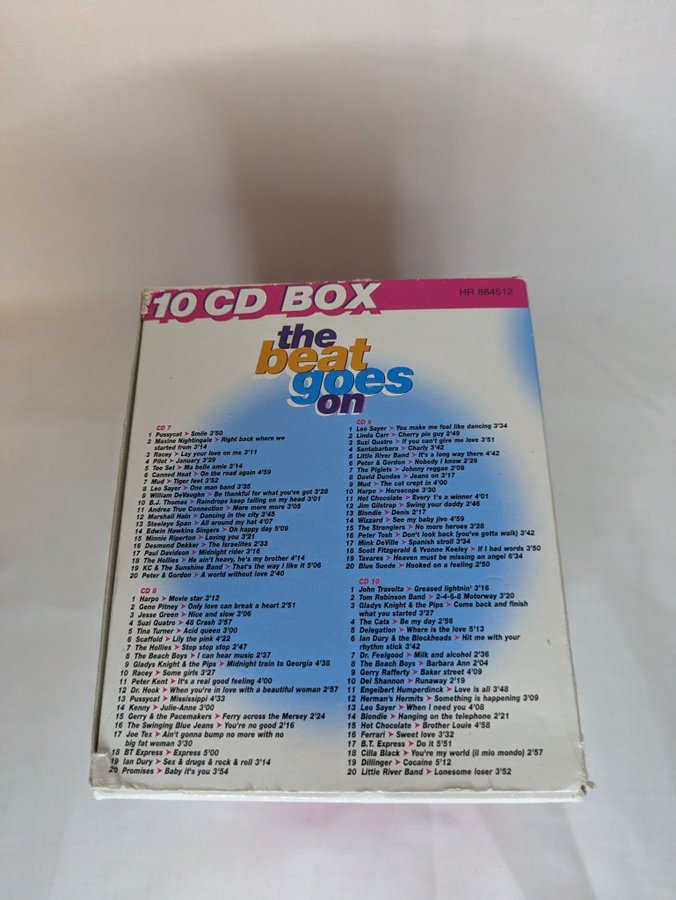 10 CD BOX
HR 884512
the
beat
goes
on
CD 7
1 Pussycat ➤ Smile 3'50
2 Maxine Nightingale ➤ Right back where we
started from 3'14
3 Racey ➤ Lay your love on me 3'11
4 Pilot ➤ January 3'29
5 Tee Set ➤ Ma belle amie 3'14
6 Canned Heat ➤ On the road again 4'59
7 Mud ➤ Tiger feet 3'52
8 Leo Sayer ➤ One man band 3'35
9 William DeVaughn ➤ Be thankful for what you've got 3'28
10 B.J. Thomas ➤ Raindrops keep falling on my head 3'01
11 Andrea True Connection ➤ More more more 3'05
12 Marshall Hain ➤ Dancing in the city 3'45
13 Steeleye Span ➤ All around my hat 4'07
14 Edwin Hawkins Singers ➤ Oh happy day 5'09
15 Minnie Riperton ➤ Loving you 3'21
16 Desmond Dekker ➤ The Israelites 2'33
17 Paul Davidson ➤ Midnight rider 3'16
18 The Hollies ➤ He ain't heavy, he's my brother 4'14
19 KC & The Sunshine Band ➤ That's the way I like it 5'06
20 Peter & Gordon ➤ A world without love 2'40
CD 8
1 Harpo ➤ Movie star 3'12
2 Gene Pitney ➤ Only love can break a heart 2'51
3 Jesse Green ➤ Nice and slow 3'06
4 Suzi Quatro ➤ 48 Crash 3'57
5 Tina Turner ➤ Acid queen 3'00
6 Scaffold ➤ Lily the pink 4'22
7 The Hollies ➤ Stop stop stop 2'47
8 The Beach Boys ➤ I can hear music 2'37
9 Gladys Knight & the Pips ➤ Midnight train to Georgia 4'38
10 Racey ➤ Some girls 3'27
11 Peter Kent ➤ It's a real good feeling 4'00
12 Dr. Hook ➤ When you're in love with a beautiful woman 2'57
13 Pussycat ➤ Mississippi 4'33
14 Kenny ➤ Julie-Anne 3'00
15 Gerry & the Pacemakers ➤ Ferry across the Mersey 2'24
16 The Swinging Blue Jeans ➤ You're no good 2'16
17 Joe Tex ➤ Ain't gonna bump no more with no
big fat woman 3'30
18 BT Express ➤ Express 5'00
19 Ian Dury ➤ Sex & drugs & rock & roll 3'14
20 Promises ➤ Baby it's you 3'54
CD 9
1 Leo Sayer ➤ You make me feel like dancing 3'34
2 Linda Carr ➤ Cherry pie guy 2'49
3 Suzi Quatro ➤ If you can't give me love 3'51
4 Santabarbara ➤ Charly 3'42
5 Little River Band ➤ It's a long way there 4'42
6 Peter & Gordon ➤ Nobody I know 2'29
7 The Piglets ➤ Johnny reggae 2'09
8 David Dundas ➤ Jeans on 3'17
9 Mud ➤ The cat crept in 4'00
10 Harpo ➤ Horoscope 3'30
11 Hot Chocolate ➤ Every 1's a winner 4'01
12 Jim Gilstrap ➤ Swing your daddy 2'46
13 Blondie ➤ Denis 2'17
14 Wizzard ➤ See my baby jive 4'59
15 The Stranglers ➤ No more heroes 3'28
16 Peter Tosh ➤ Don't look back (you've gotta walk) 3'42
17 Mink DeVille ➤ Spanish stroll 3'34
18 Scott Fitzgerald & Yvonne Keeley ➤ If I had words 3'50
19 Tavares ➤ Heaven must be missing an angel 6'34
20 Blue Suede ➤ Hooked on a feeling 2'50
CD 10
1 John Travolta ➤ Greased lightnin' 3'16
2 Tom Robinson Band ➤ 2-4-6-8 Motorway 3'20
3 Gladys Knight & the Pips ➤ Come back and finish
what you started 3'27
4 The Cats ➤ Be my day 2'56
5 Delegation ➤ Where is the love 5'13
6 Ian Dury & the Blockheads ➤ Hit me with your
rhythm stick 3'42
7 Dr. Feelgood ➤ Milk and alcohol 2'36
8 The Beach Boys ➤ Barbara Ann 2'04
9 Gerry Rafferty ➤ Baker street 4'09
10 Del Shannon ➤ Runaway 2'19
11 Engelbert Humperdinck ➤ Love is all 3'48
12 Herman's Hermits ➤ Something is happening 3'09
13 Leo Sayer ➤ When I need you 4'08
14 Blondie ➤ Hanging on the telephone 2'21
15 Hot Chocolate ➤ Brother Louie 4'58
16 Ferrari ➤ Sweet love 3'32
17 B.T. Express ➤ Do it 5'51
18 Cilla Black ➤ You're my world (il mio mondo) 2'57
19 Dillinger ➤ Cocaine 5'12
20 Little River Band ➤ Lonesome loser 3'52